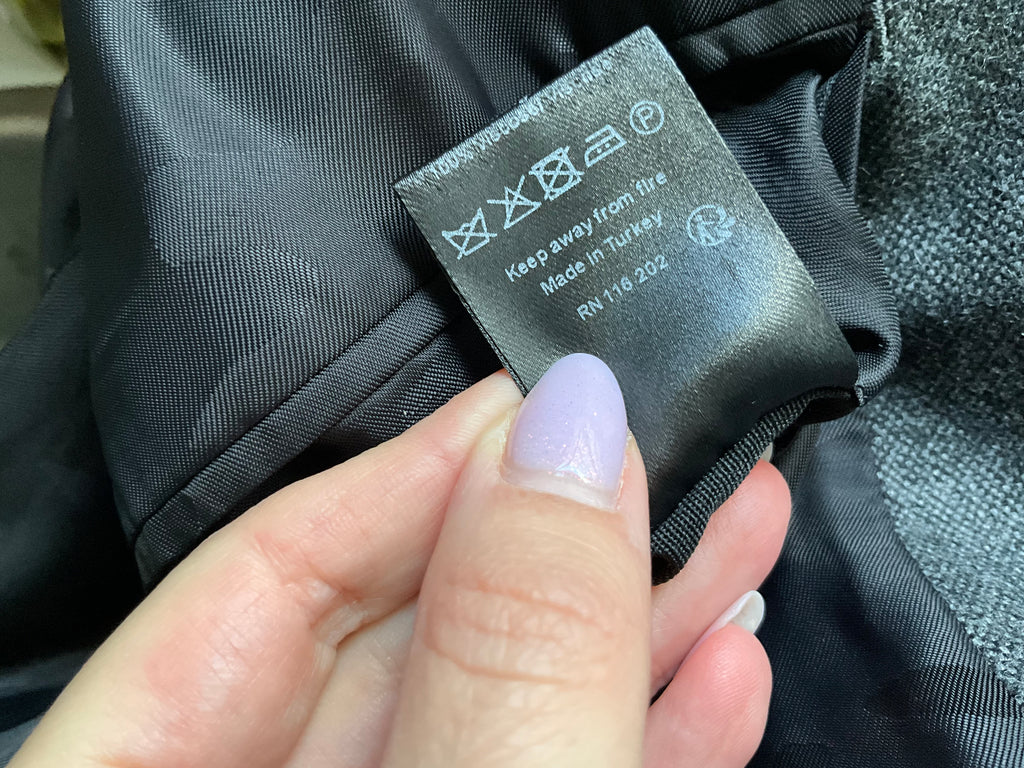 P
Keep away from fire
Made in Turkey
RN 116 202